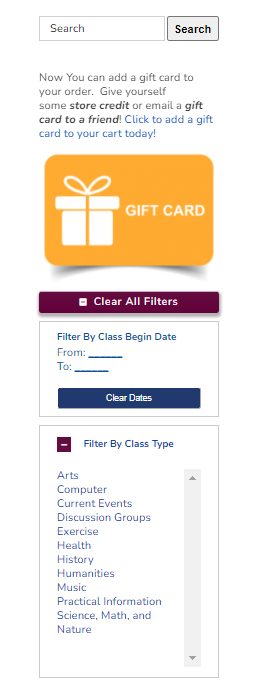 Search Search
Now You can add a gift card to
your order. Give yourself
some store credit or email a gift
card to a friend! Click to add a gift
card to your cart today!
GIFT CARD
Clear All Filters
Filter By Class Begin Date
From: ______
To: ______
Clear Dates
Filter By Class Type
Arts
Computer
Current Events
Discussion Groups
Exercise
Health
History
Humanities
Music
Practical Information
Science, Math, and
Nature